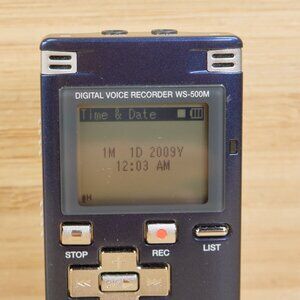 DIGITAL VOICE RECORDER WS-500M
Time & Date
1M 1D 2009Y
12:03 AM
STOP
REC
LIST